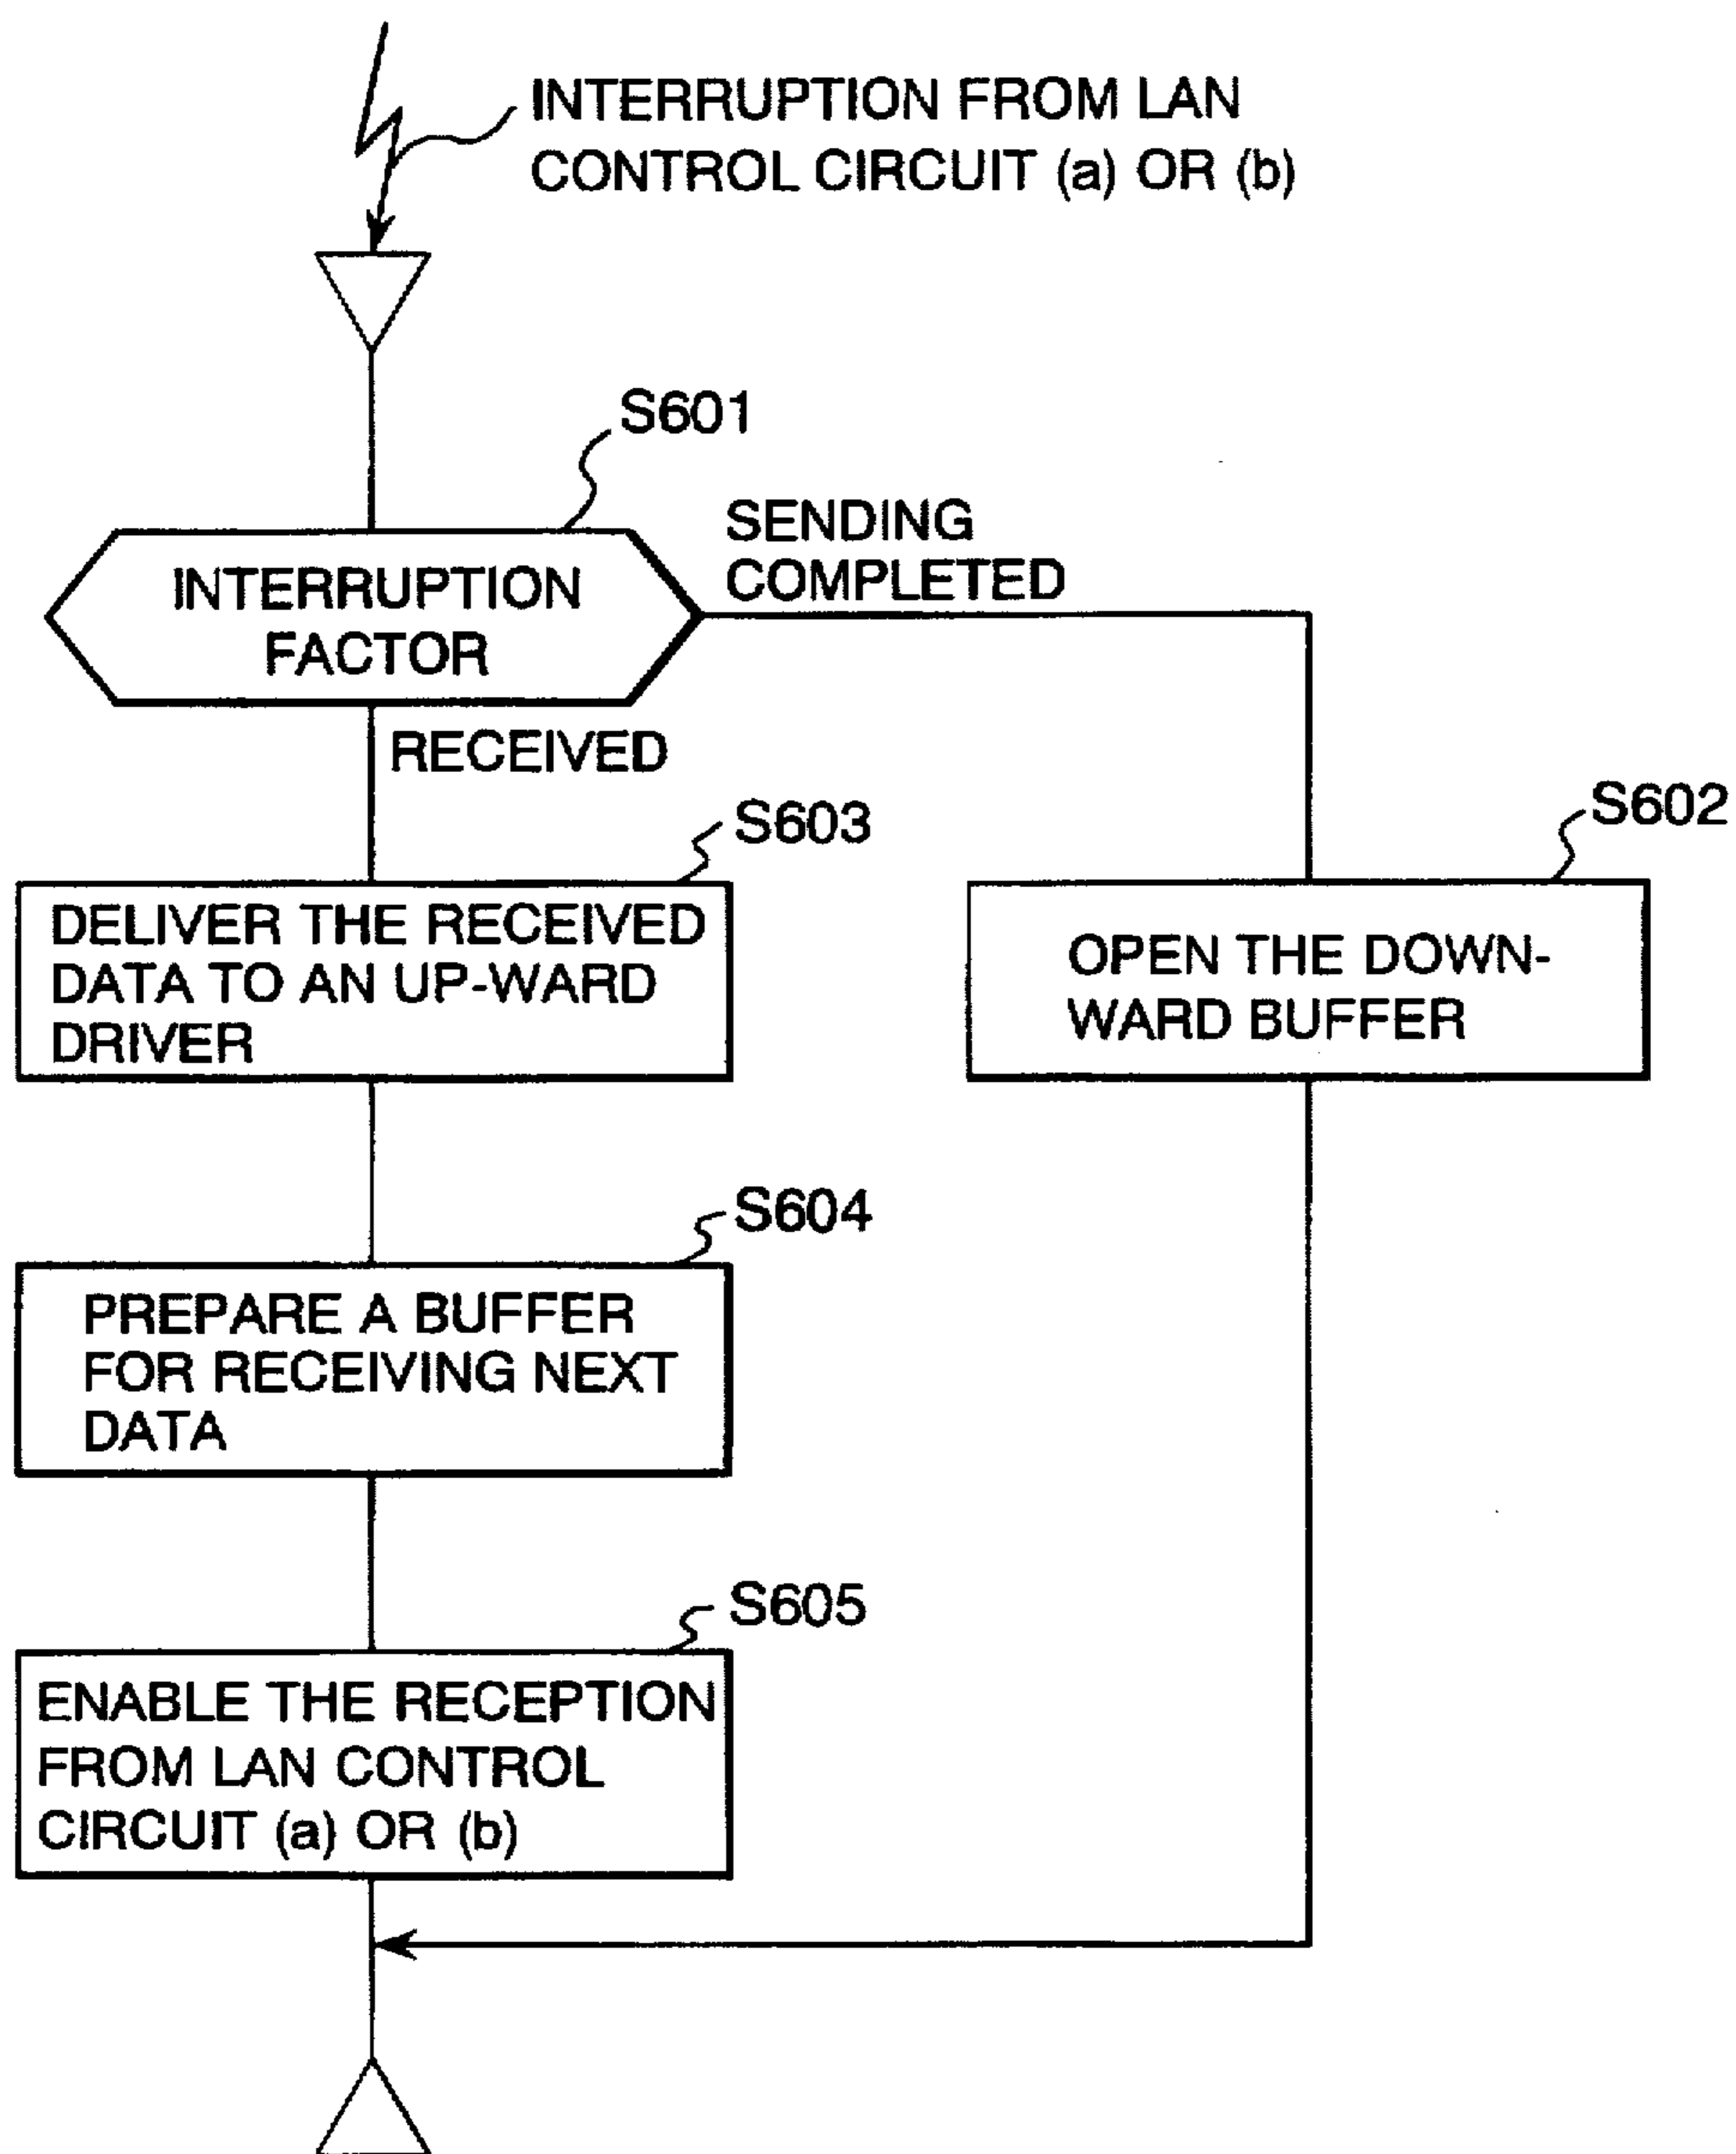 INTERRUPTION FROM LAN
CONTROL CIRCUIT (a) OR (b)
S601
SENDING
COMPLETED
INTERRUPTION
FACTOR
RECEIVED
S603
S602
DELIVER THE RECEIVED
DATA TO AN UP-WARD
DRIVER
OPEN THE DOWN-
WARD BUFFER
S604
PREPARE A BUFFER
FOR RECEIVING NEXT
DATA
S605
ENABLE THE RECEPTION
FROM LAN CONTROL
CIRCUIT (a) OR (b)